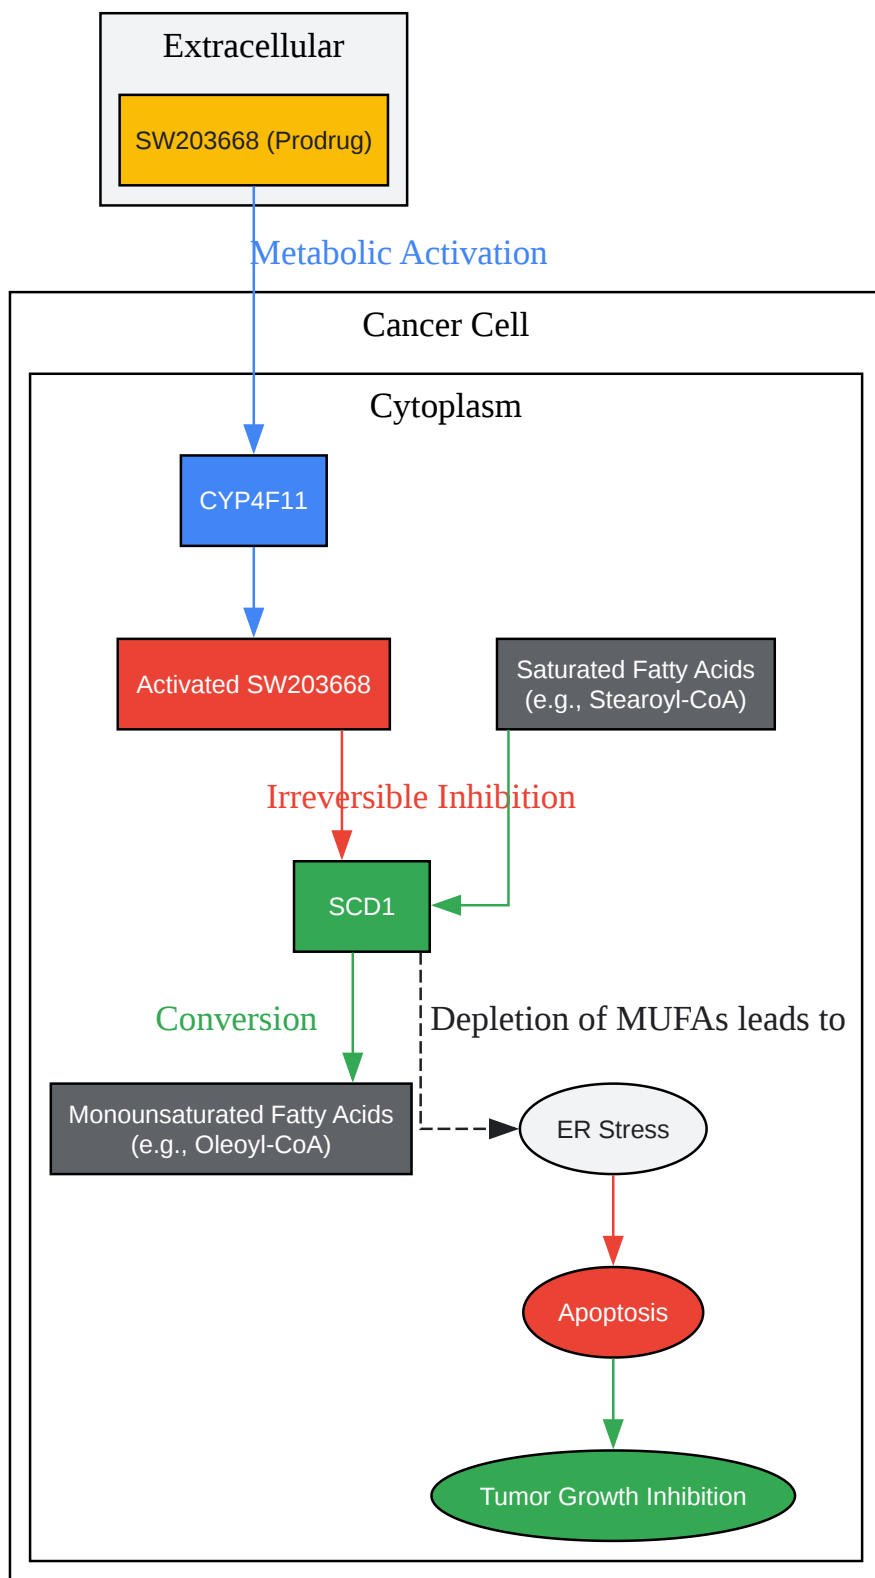 Extracellular
SW203668 (Prodrug)
Metabolic Activation
Cancer Cell
Cytoplasm
CYP4F11
Activated SW203668
Saturated Fatty Acids
(e.g., Stearoyl-CoA)
Irreversible Inhibition
SCD1
Conversion
Depletion of MUFAs leads to
Monounsaturated Fatty Acids
(e.g., Oleoyl-CoA)
ER Stress
Apoptosis
Tumor Growth Inhibition